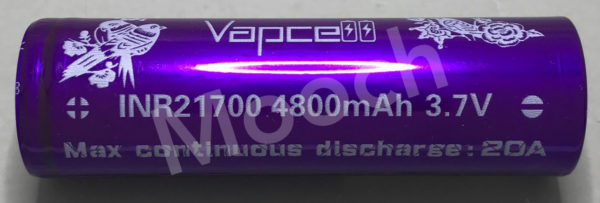 Vapcell
INR21700 4800mAh 3.7V
Mooch
Max continuous discharge: 20A